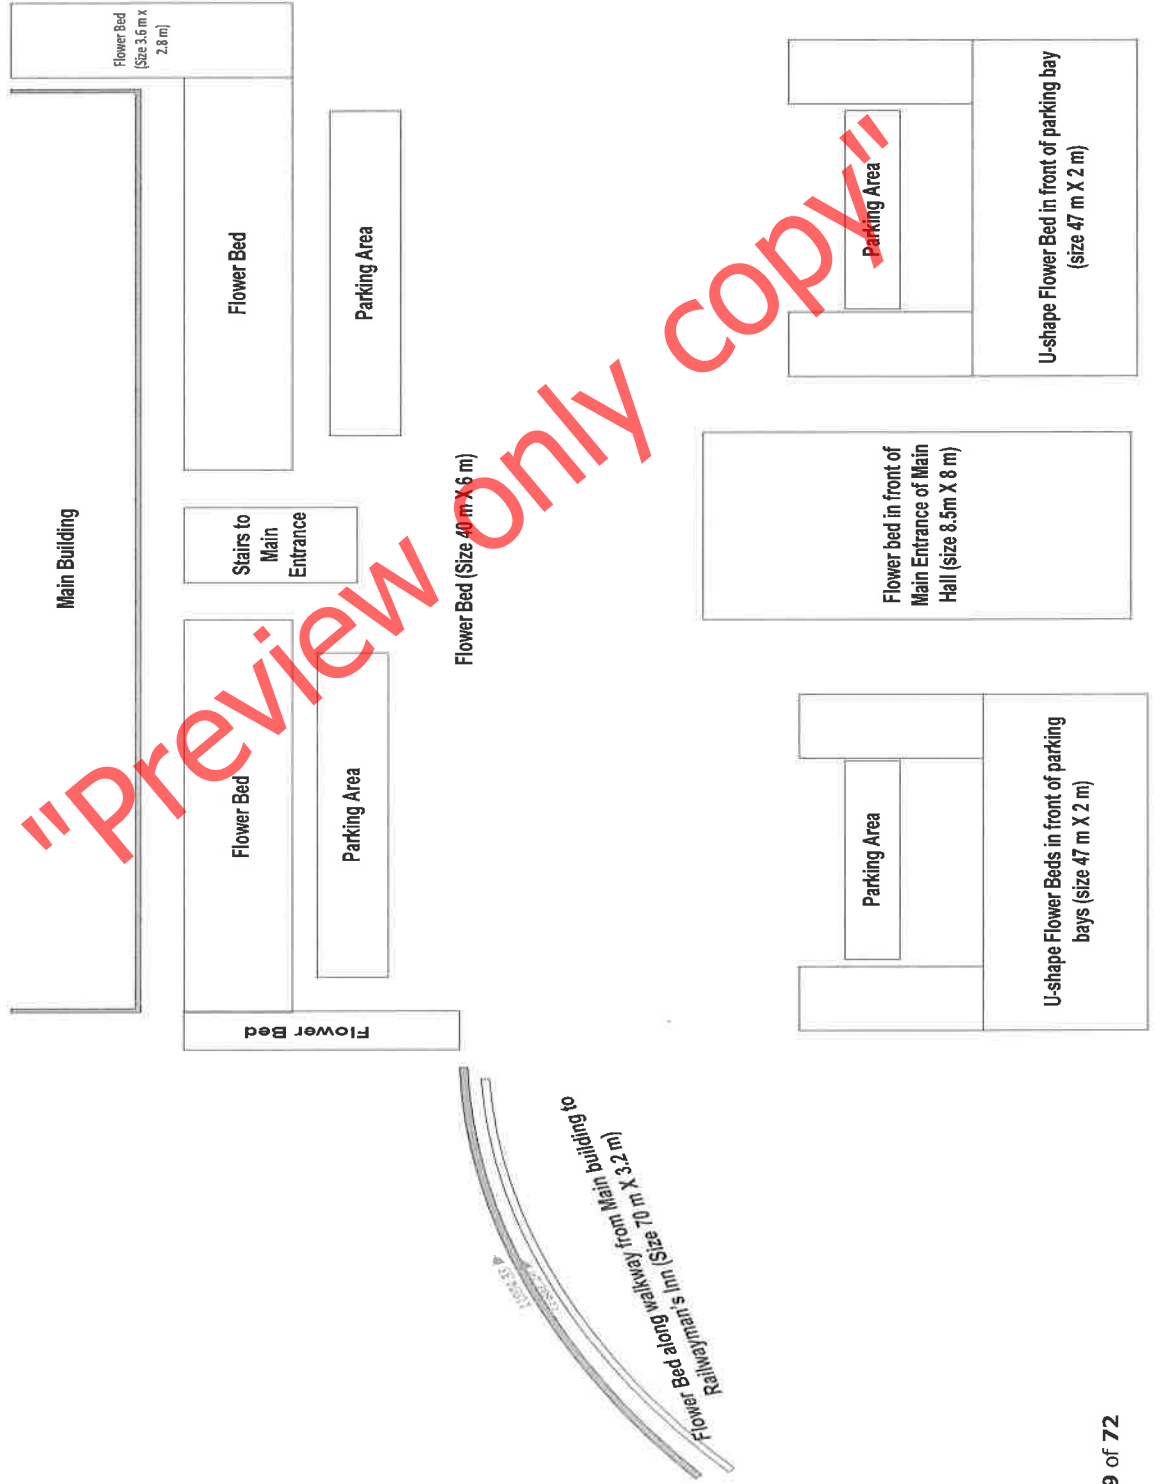 Main Building
Flower Bed
(Size 3.6 m x
2.8 m)
Flower Bed
Stairs to
Main
Entrance
Flower Bed
Flower Bed
Parking Area
Parking Area
Flower Bed (Size 40 m X 6 m)
Flower Bed along walkway from Main building to
Railwayman's Inn (Size 70 m X 3.2 m)
Parking Area
Flower bed in front of
Main Entrance of Main
Hall (size 8.5m X 8 m)
Parking Area
U-shape Flower Beds in front of parking
bays (size 47 m X 2 m)
U-shape Flower Bed in front of parking bay
(size 47 m X 2 m)
"Preview only copy"
9 of 72